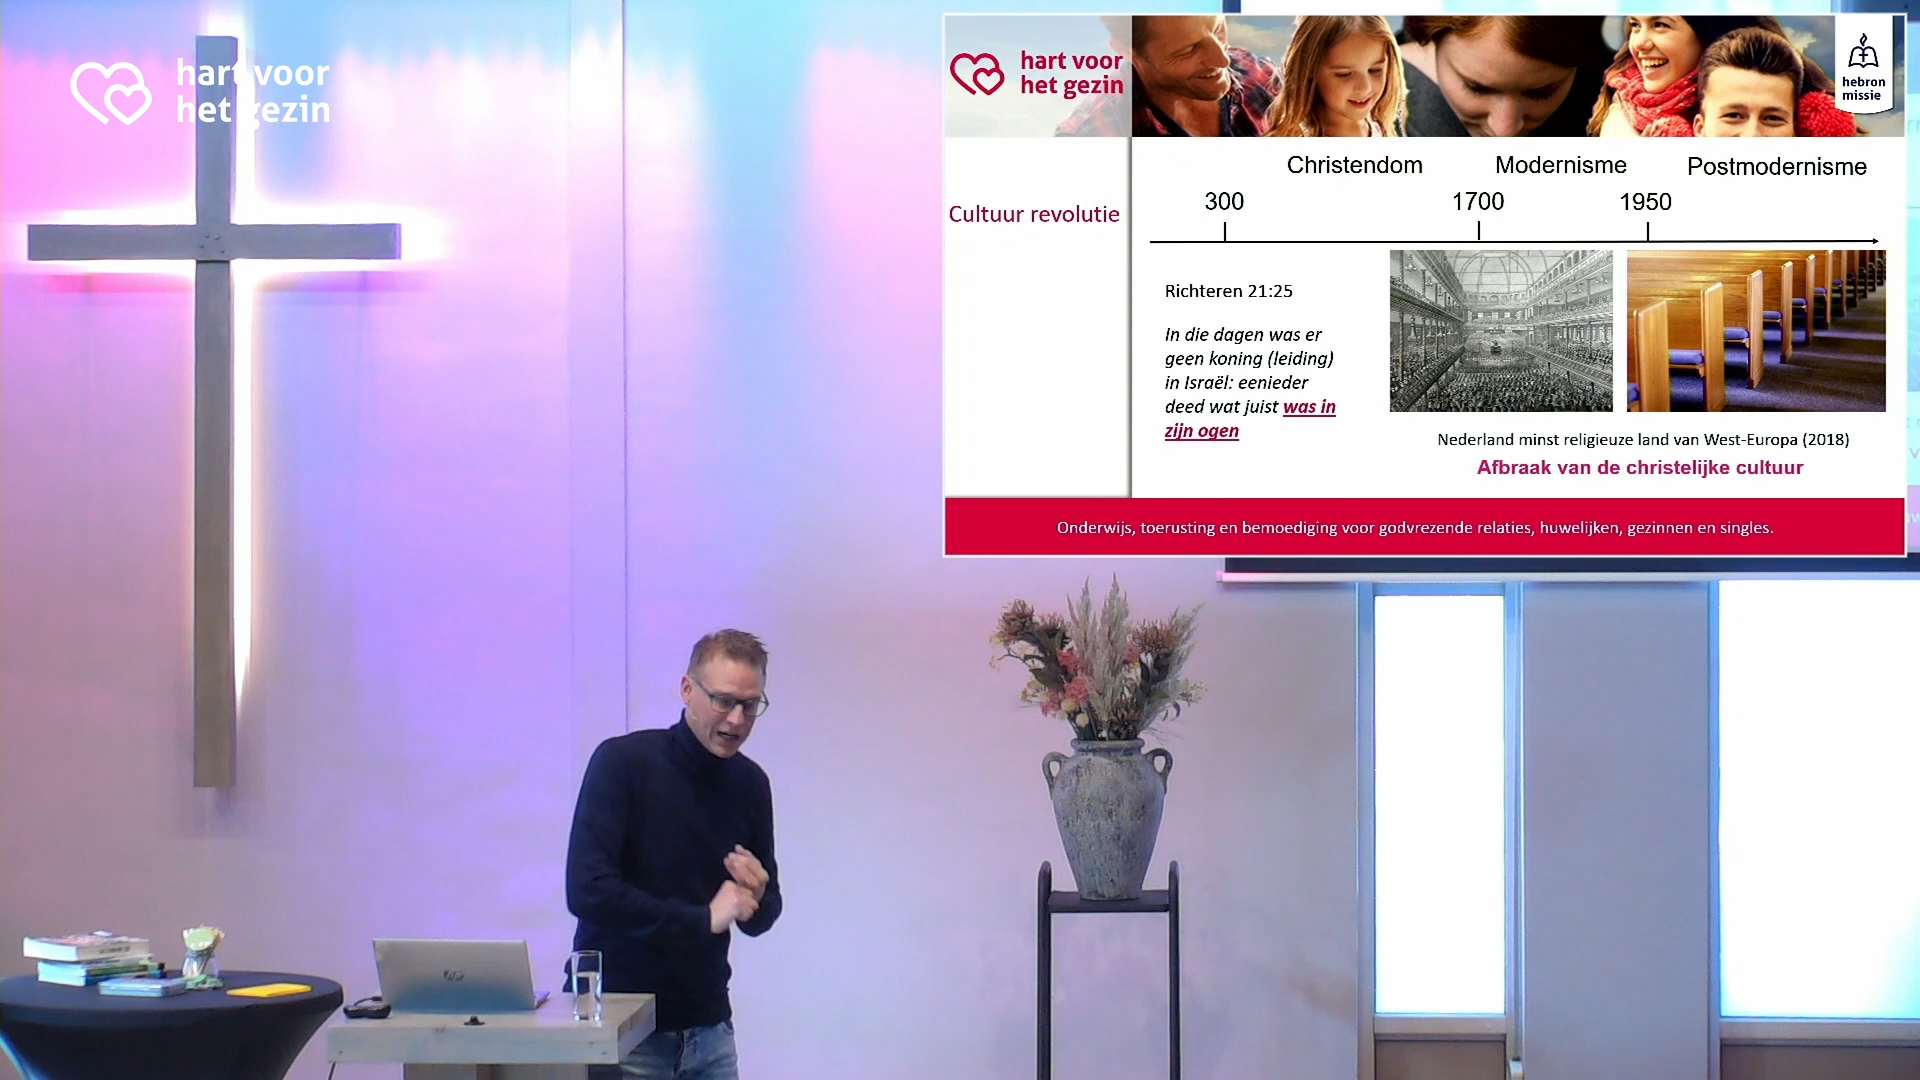 hart voor
het gezin
hart voor
het gezin
hebron
missie
Christendom
Modernisme
Postmodernisme
300
1700
1950
Cultuur revolutie
Richteren 21:25
In die dagen was er
geen koning (leiding)
in Israël: eenieder
deed wat juist was in
zijn ogen
Nederland minst religieuze land van West-Europa (2018)
Afbraak van de christelijke cultuur
Onderwijs, toerusting en bemoediging voor godvrezende relaties, huwelijken, gezinnen en singles.
hp